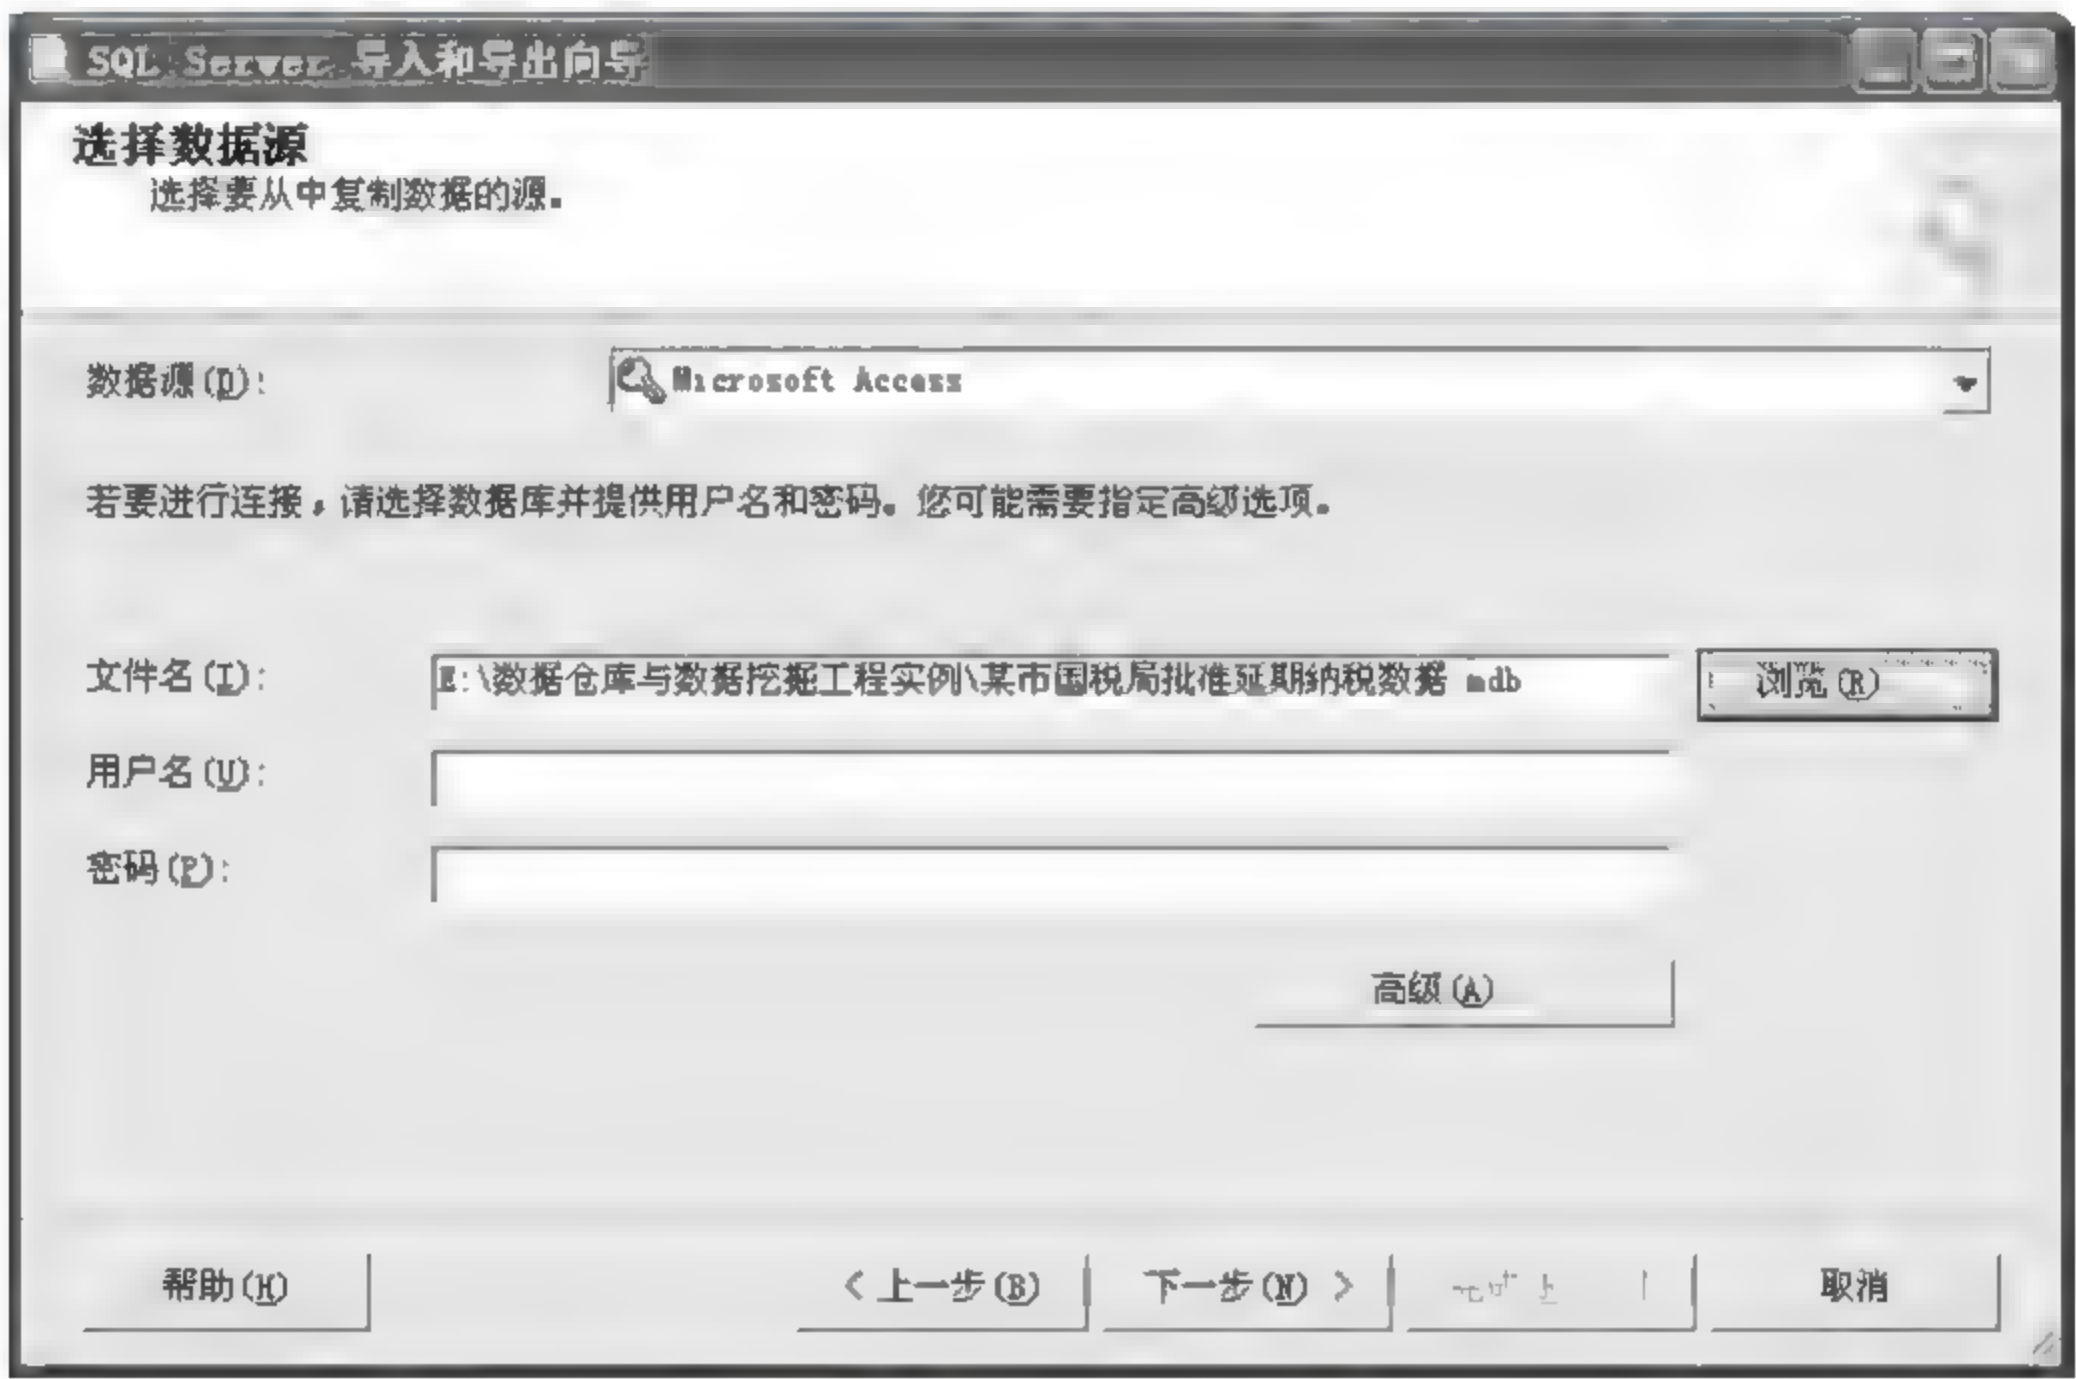 SQL Server 导入和导出向导
选择数据源
选择要从中复制数据的源。
数据源(D):
Microsoft Access
若要进行连接，请选择数据库并提供用户名和密码。您可能需要指定高级选项。
文件名(I):
E:\数据仓库与数据挖掘工程实例\某市国税局批准延期纳税数据 mdb
浏览(R)
用户名(U):
密码(P):
高级(A)
帮助(H)
< 上一步(B)
下一步(N) >
取消